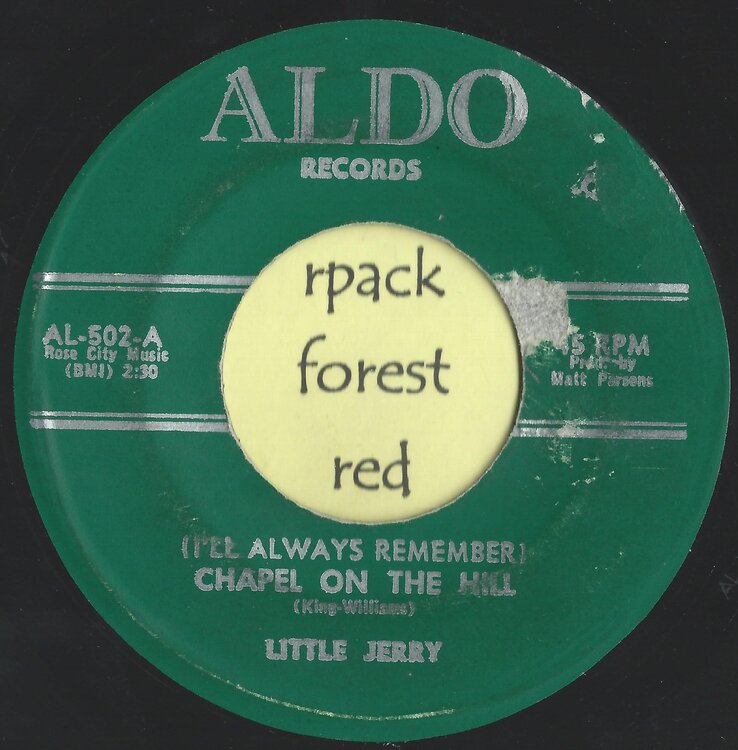 ALDO
RECORDS
rpack
forest
red
AL-502-A
Rose City Music
(BMI) 2:30
45 RPM
Prod. by
Matt Parsons
(I'LL ALWAYS REMEMBER)
CHAPEL ON THE HILL
(King-Williams)
LITTLE JERRY